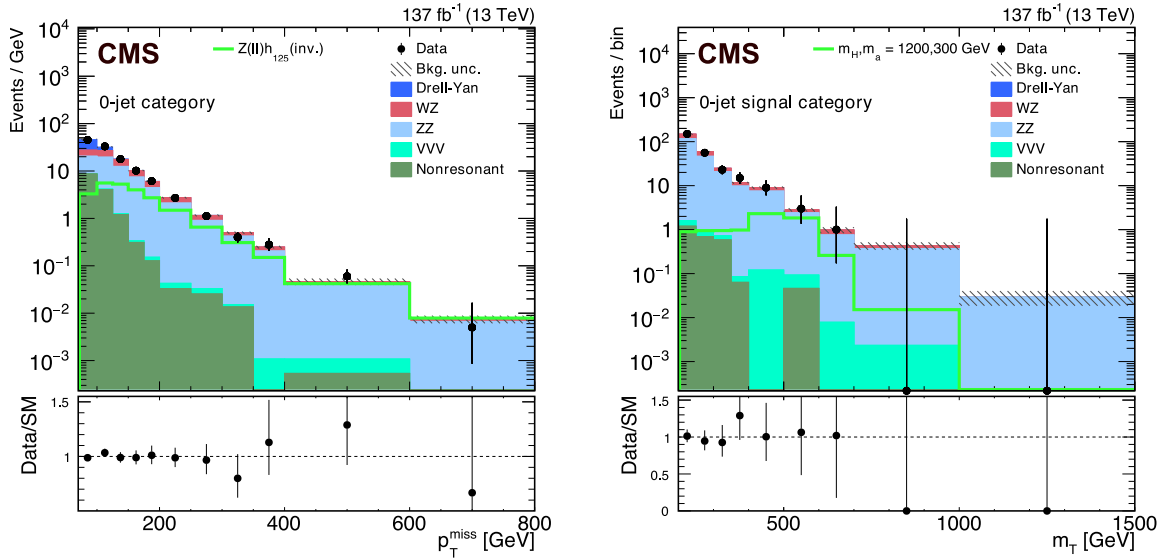 137 fb⁻¹ (13 TeV)
CMS
Z(ll)h₁₂₅(inv.)
Data
Bkg. unc.
Drell-Yan
WZ
ZZ
VVV
Nonresonant
0-jet category
Events / GeV
10⁴
10³
10²
10
1
10⁻¹
10⁻²
10⁻³
Data/SM
1.5
1
200 400 600 800
p_T^miss [GeV]
137 fb⁻¹ (13 TeV)
CMS
m_H, m_a = 1200,300 GeV
Data
Bkg. unc.
Drell-Yan
WZ
ZZ
VVV
Nonresonant
0-jet signal category
Events / bin
10⁴
10³
10²
10
1
10⁻¹
10⁻²
10⁻³
Data/SM
1.5
1
0.5
0
500 1000 1500
m_T [GeV]